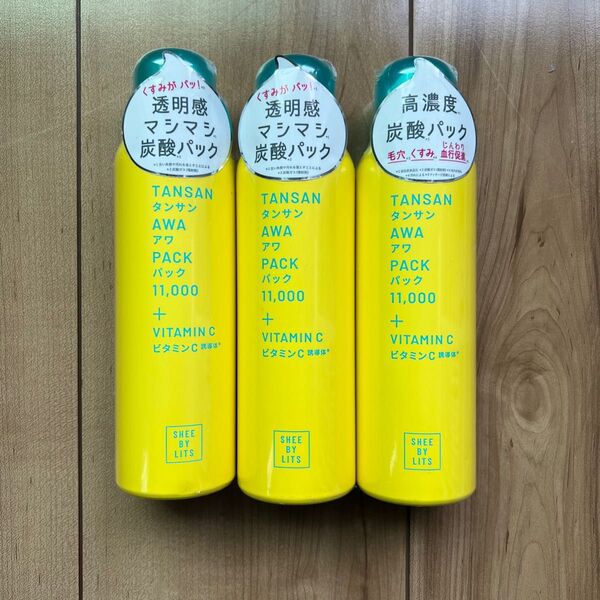 くすみが パッ!
透明感
マシマシ
炭酸パック
TANSAN
タンサン
AWA
アワ
PACK
パック
11,000
+
VITAMIN C
ビタミンC 誘導体*
SHEE
BY
LITS
くすみが パッ!
透明感
マシマシ
炭酸パック
TANSAN
タンサン
AWA
アワ
PACK
パック
11,000
+
VITAMIN C
ビタミンC 誘導体*
SHEE
BY
LITS
高濃度
炭酸パック
毛穴 くすみ じんわり血行促進
TANSAN
タンサン
AWA
アワ
PACK
パック
11,000
+
VITAMIN C
ビタミンC 誘導体*
SHEE
BY
LITS